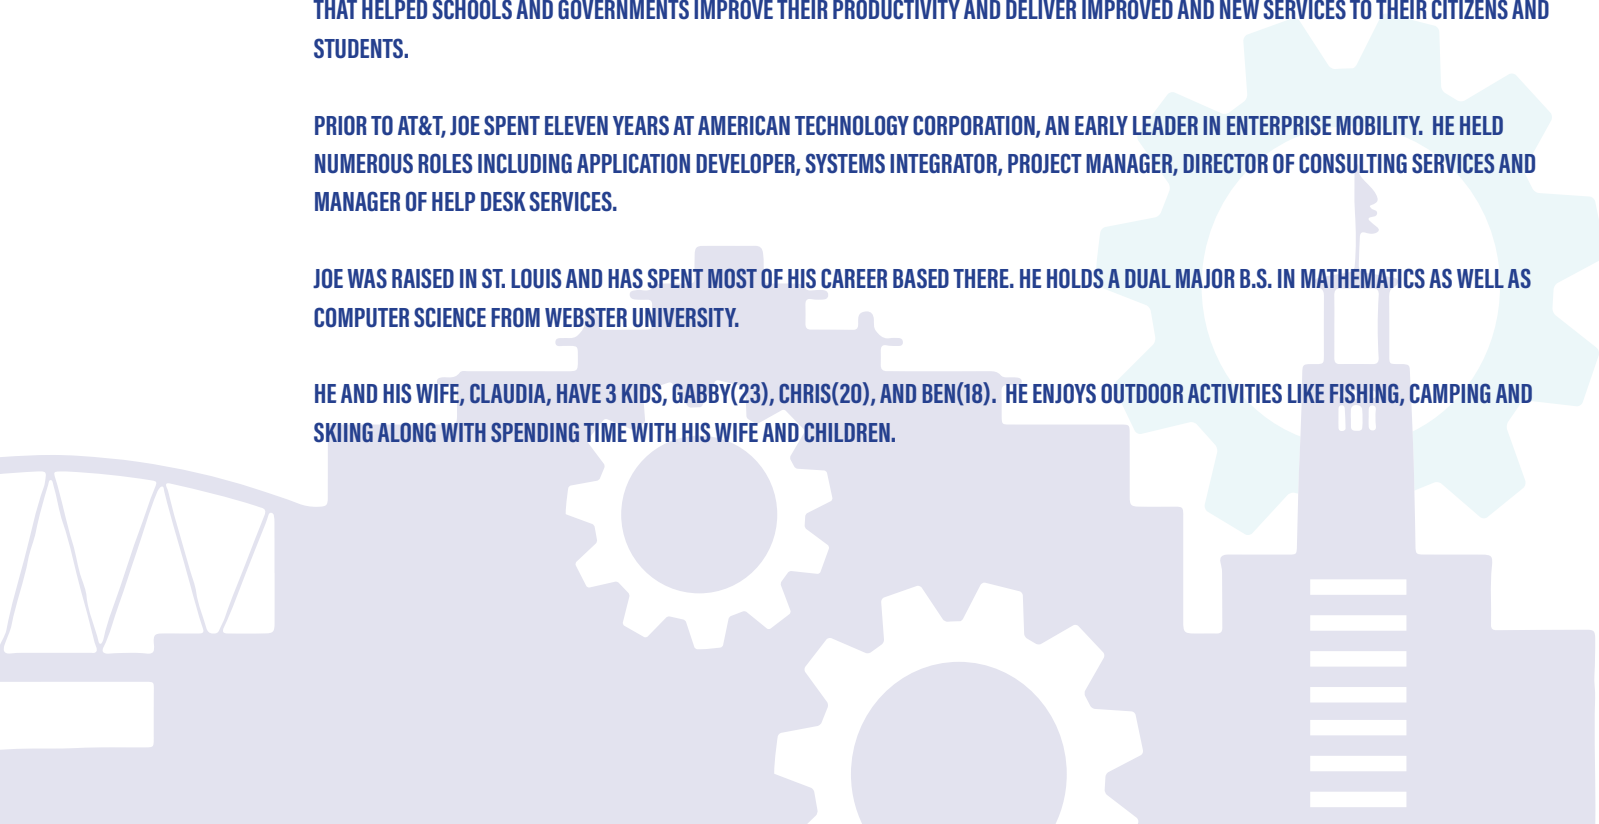 THAT HELPED SCHOOLS AND GOVERNMENTS IMPROVE THEIR PRODUCTIVITY AND DELIVER IMPROVED AND NEW SERVICES TO THEIR CITIZENS AND
STUDENTS.
PRIOR TO AT&T, JOE SPENT ELEVEN YEARS AT AMERICAN TECHNOLOGY CORPORATION, AN EARLY LEADER IN ENTERPRISE MOBILITY.  HE HELD
NUMEROUS ROLES INCLUDING APPLICATION DEVELOPER, SYSTEMS INTEGRATOR, PROJECT MANAGER, DIRECTOR OF CONSULTING SERVICES AND
MANAGER OF HELP DESK SERVICES.
JOE WAS RAISED IN ST. LOUIS AND HAS SPENT MOST OF HIS CAREER BASED THERE. HE HOLDS A DUAL MAJOR B.S. IN MATHEMATICS AS WELL AS
COMPUTER SCIENCE FROM WEBSTER UNIVERSITY.
HE AND HIS WIFE, CLAUDIA, HAVE 3 KIDS, GABBY(23), CHRIS(20), AND BEN(18).  HE ENJOYS OUTDOOR ACTIVITIES LIKE FISHING, CAMPING AND
SKIING ALONG WITH SPENDING TIME WITH HIS WIFE AND CHILDREN.